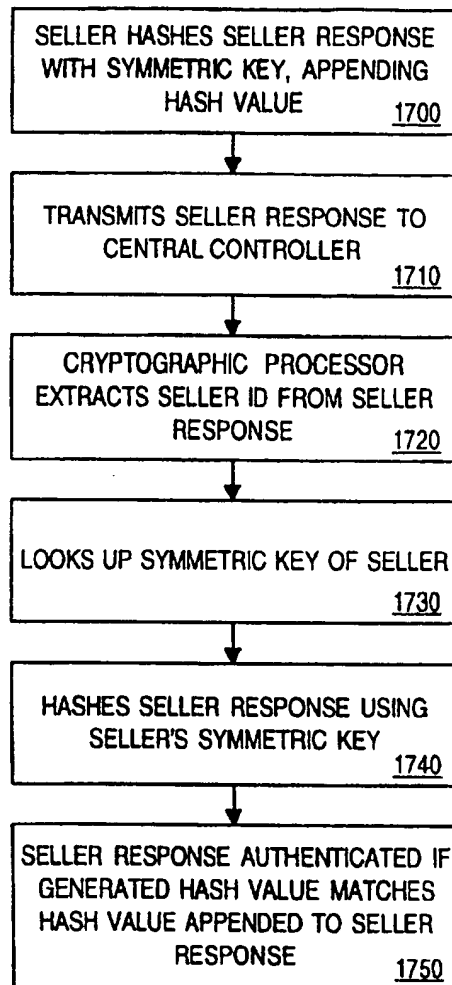 SELLER HASHES SELLER RESPONSE
WITH SYMMETRIC KEY, APPENDING
HASH VALUE 1700
TRANSMITS SELLER RESPONSE TO
CENTRAL CONTROLLER
1710
CRYPTOGRAPHIC PROCESSOR
EXTRACTS SELLER ID FROM SELLER
RESPONSE 1720
LOOKS UP SYMMETRIC KEY OF SELLER
1730
HASHES SELLER RESPONSE USING
SELLER'S SYMMETRIC KEY
1740
SELLER RESPONSE AUTHENTICATED IF
GENERATED HASH VALUE MATCHES
HASH VALUE APPENDED TO SELLER
RESPONSE 1750